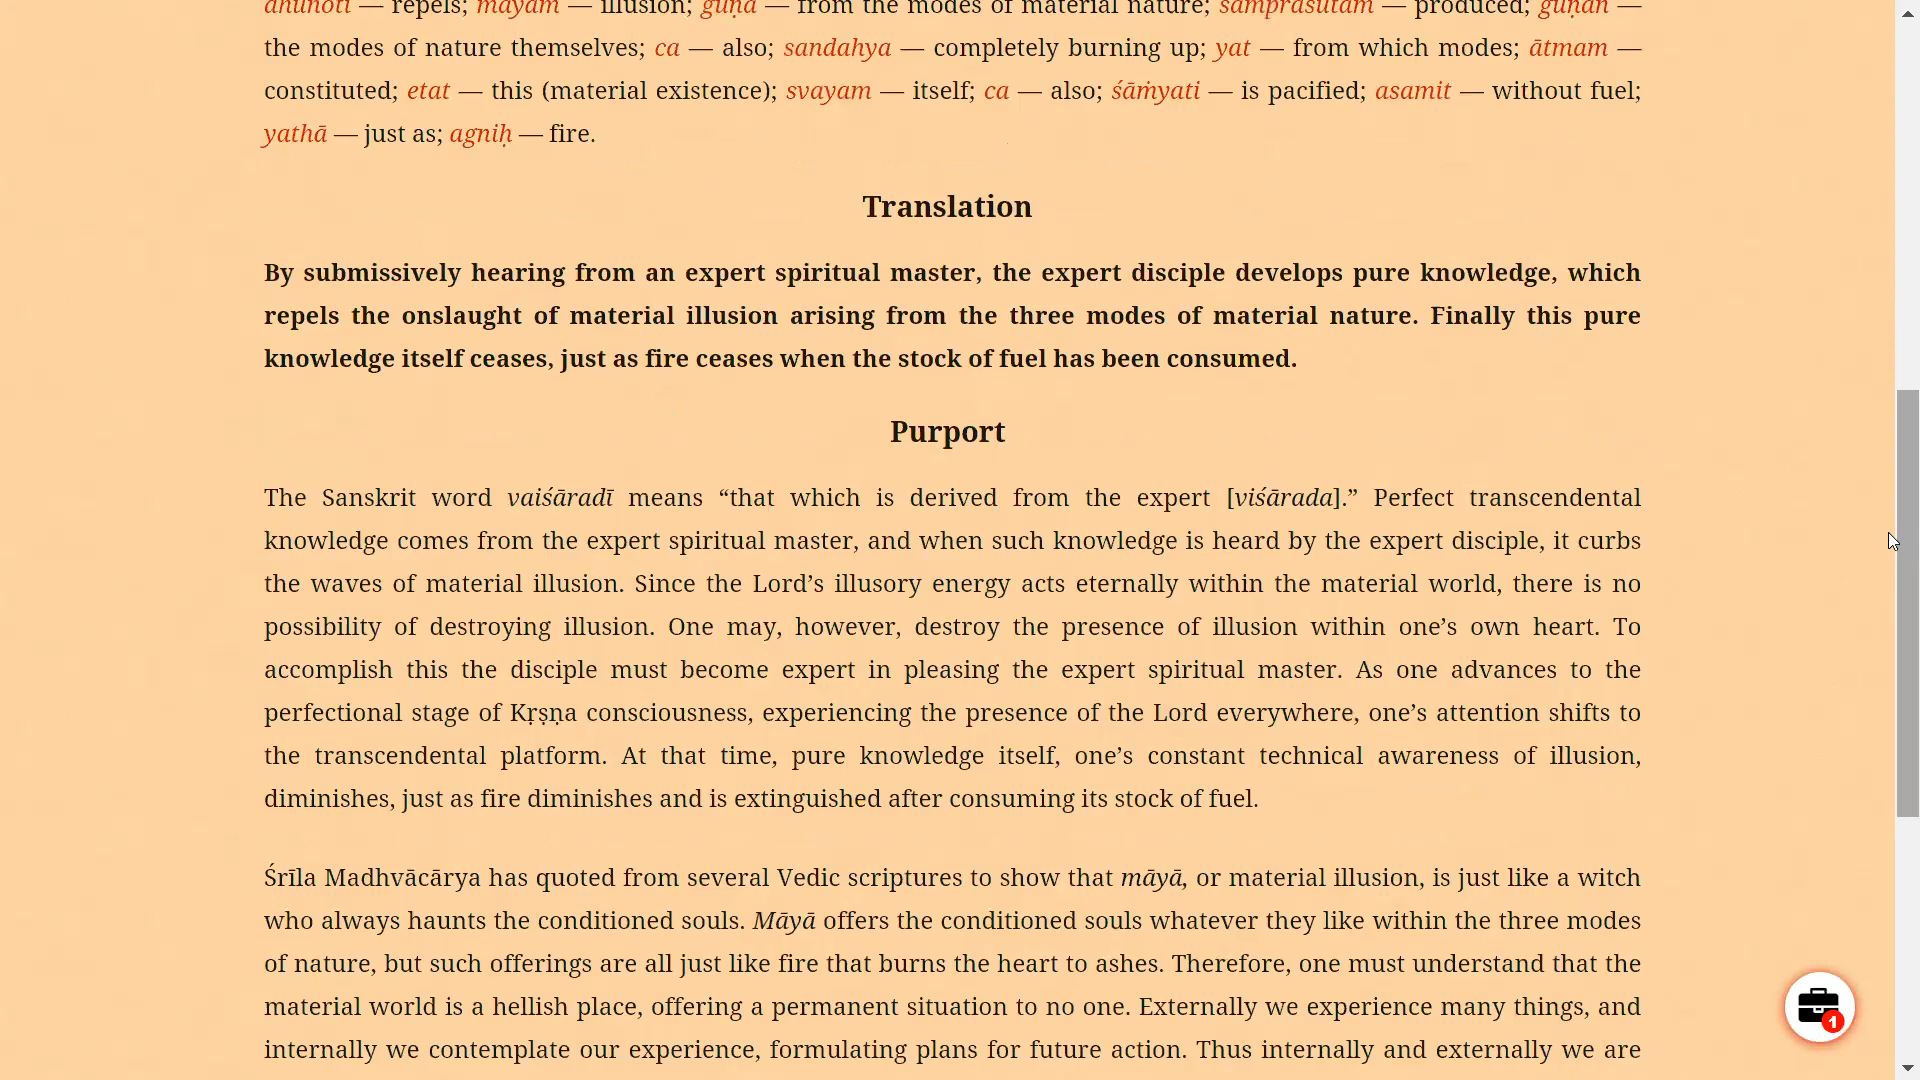 dhunoti — repels; māyām — illusion; guṇa — from the modes of material nature; samprasūtām — produced; guṇān —
the modes of nature themselves; ca — also; sandahya — completely burning up; yat — from which modes; ātmam —
constituted; etat — this (material existence); svayam — itself; ca — also; śāṁyati — is pacified; asamit — without fuel;
yathā — just as; agniḥ — fire.
Translation
By submissively hearing from an expert spiritual master, the expert disciple develops pure knowledge, which
repels the onslaught of material illusion arising from the three modes of material nature. Finally this pure
knowledge itself ceases, just as fire ceases when the stock of fuel has been consumed.
Purport
The Sanskrit word vaiśāradī means “that which is derived from the expert [viśārada].” Perfect transcendental
knowledge comes from the expert spiritual master, and when such knowledge is heard by the expert disciple, it curbs
the waves of material illusion. Since the Lord’s illusory energy acts eternally within the material world, there is no
possibility of destroying illusion. One may, however, destroy the presence of illusion within one’s own heart. To
accomplish this the disciple must become expert in pleasing the expert spiritual master. As one advances to the
perfectional stage of Kṛṣṇa consciousness, experiencing the presence of the Lord everywhere, one’s attention shifts to
the transcendental platform. At that time, pure knowledge itself, one’s constant technical awareness of illusion,
diminishes, just as fire diminishes and is extinguished after consuming its stock of fuel.
Śrīla Madhvācārya has quoted from several Vedic scriptures to show that māyā, or material illusion, is just like a witch
who always haunts the conditioned souls. Māyā offers the conditioned souls whatever they like within the three modes
of nature, but such offerings are all just like fire that burns the heart to ashes. Therefore, one must understand that the
material world is a hellish place, offering a permanent situation to no one. Externally we experience many things, and
internally we contemplate our experience, formulating plans for future action. Thus internally and externally we are
1